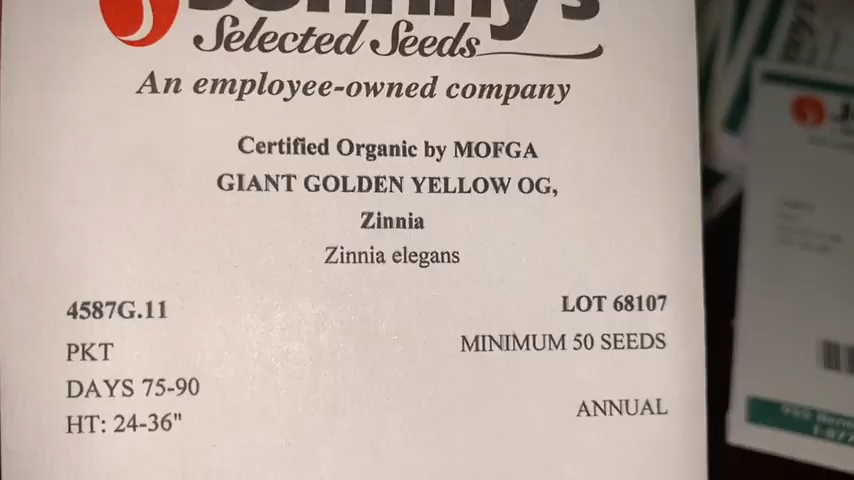 Johnny's
Selected Seeds
An employee-owned company
Certified Organic by MOFGA
GIANT GOLDEN YELLOW OG,
Zinnia
Zinnia elegans
4587G.11
LOT 68107
PKT
MINIMUM 50 SEEDS
DAYS 75-90
HT: 24-36"
ANNUAL